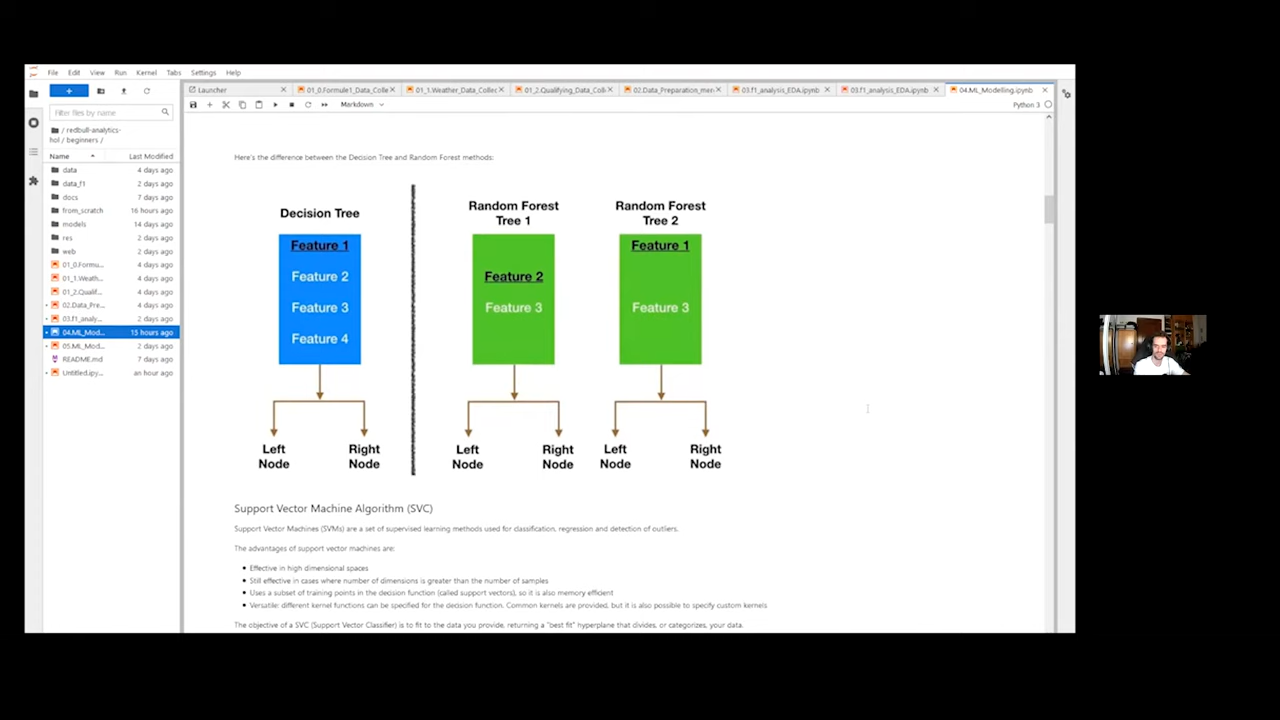 File Edit View Run Kernel Tabs Settings Help
Launcher
01_0.Formule1_Data_Colle
01_1.Weather_Data_Collec
01_2.Qualifying_Data_Coll
02.Data_Preparation_mer
03.f1_analysis_EDA.ipynb
03.f1_analysis_EDA.ipynb
04.ML_Modelling.ipynb
Markdown
Python 3
Filter files by name
/ redbull-analytics-
hol / beginners /
Name Last Modified
data 4 days ago
data_f1 2 days ago
docs 7 days ago
from_scratch 16 hours ago
models 14 days ago
res 2 days ago
web 2 days ago
01_0.Formu... 4 days ago
01_1.Weath... 4 days ago
01_2.Qualif... 4 days ago
02.Data_Pre... 4 days ago
03.f1_analy... 2 days ago
04.ML_Mod... 15 hours ago
05.ML_Mod... 2 days ago
README.md 7 days ago
Untitled.ipy... an hour ago
Here's the difference between the Decision Tree and Random Forest methods:
Decision Tree
Feature 1
Feature 2
Feature 3
Feature 4
Left
Node
Right
Node
Random Forest
Tree 1
Feature 2
Feature 3
Left
Node
Right
Node
Random Forest
Tree 2
Feature 1
Feature 3
Left
Node
Right
Node
Support Vector Machine Algorithm (SVC)
Support Vector Machines (SVMs) are a set of supervised learning methods used for classification, regression and detection of outliers.
The advantages of support vector machines are:
• Effective in high dimensional spaces
• Still effective in cases where number of dimensions is greater than the number of samples
• Uses a subset of training points in the decision function (called support vectors), so it is also memory efficient
• Versatile: different kernel functions can be specified for the decision function. Common kernels are provided, but it is also possible to specify custom kernels
The objective of a SVC (Support Vector Classifier) is to fit to the data you provide, returning a "best fit" hyperplane that divides, or categorizes, your data.